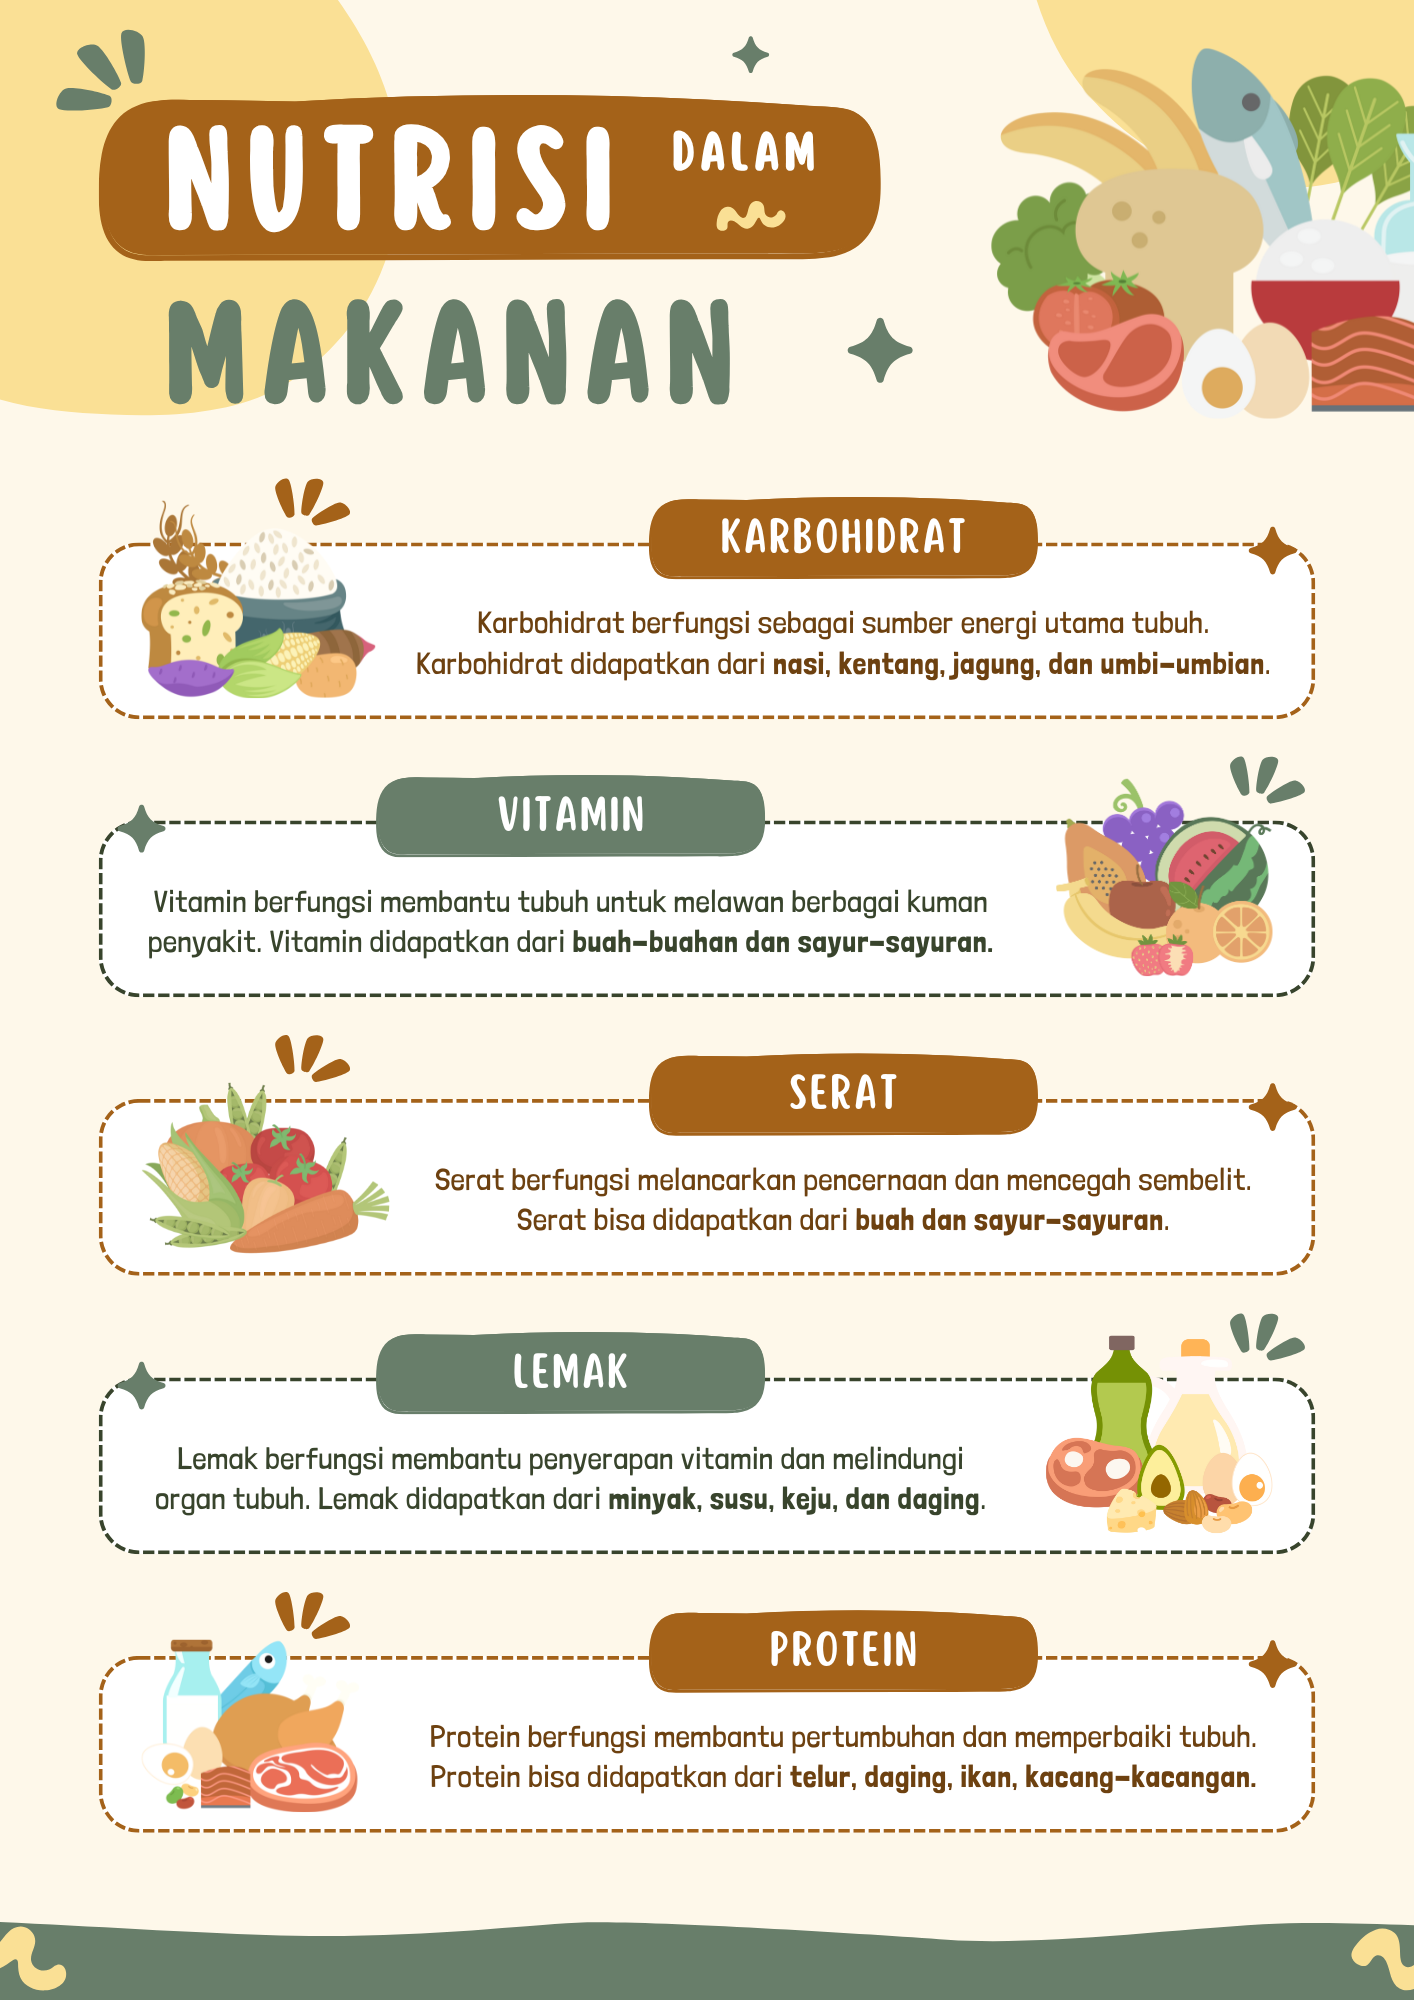 NUTRISI DALAM
MAKANAN
KARBOHIDRAT
Karbohidrat berfungsi sebagai sumber energi utama tubuh.
Karbohidrat didapatkan dari nasi, kentang, jagung, dan umbi-umbian.
VITAMIN
Vitamin berfungsi membantu tubuh untuk melawan berbagai kuman
penyakit. Vitamin didapatkan dari buah-buahan dan sayur-sayuran.
SERAT
Serat berfungsi melancarkan pencernaan dan mencegah sembelit.
Serat bisa didapatkan dari buah dan sayur-sayuran.
LEMAK
Lemak berfungsi membantu penyerapan vitamin dan melindungi
organ tubuh. Lemak didapatkan dari minyak, susu, keju, dan daging.
PROTEIN
Protein berfungsi membantu pertumbuhan dan memperbaiki tubuh.
Protein bisa didapatkan dari telur, daging, ikan, kacang-kacangan.